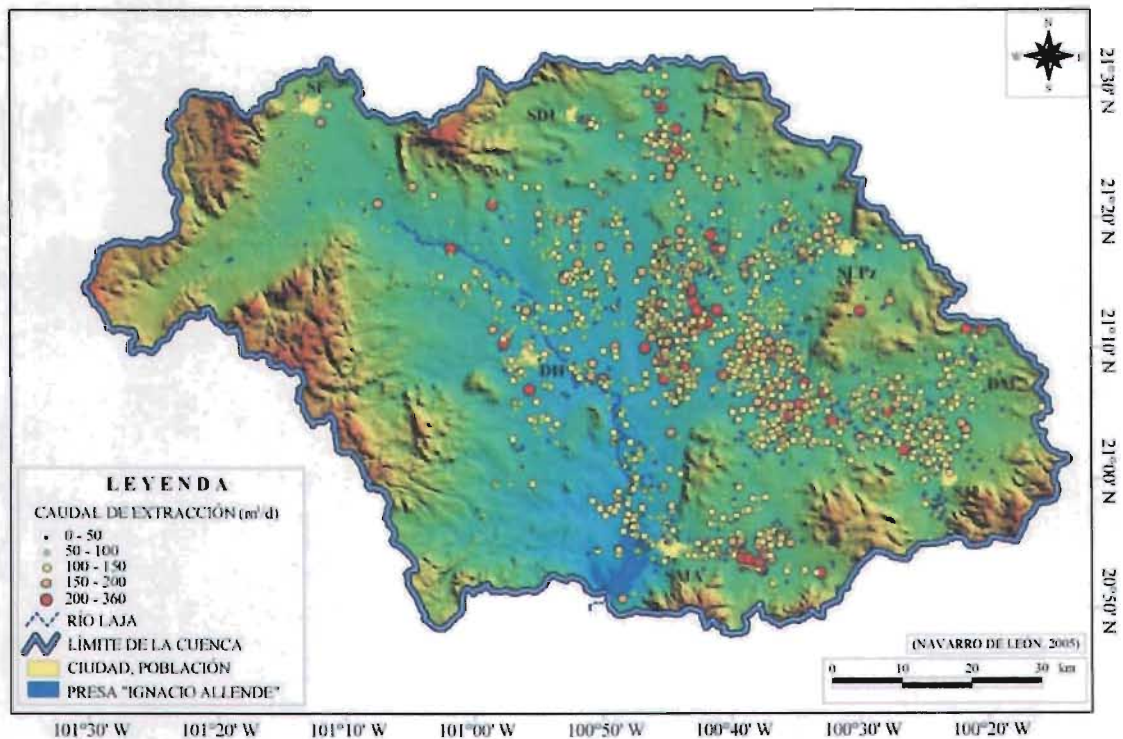 N
W
E
S
21°30' N
21°20' N
21°10' N
21°00' N
20°50' N
SF
SDI
SLPz
DH
DM
MA
LEYENDA
CAUDAL DE EXTRACCIÓN (m³/d)
0 - 50
50 - 100
100 - 150
150 - 200
200 - 360
RÍO LAJA
LÍMITE DE LA CUENCA
CIUDAD, POBLACIÓN
PRESA "IGNACIO ALLENDE"
(NAVARRO DE LEÓN, 2005)
0 10 20 30 km
101°30' W 101°20' W 101°10' W 101°00' W 100°50' W 100°40' W 100°30' W 100°20' W